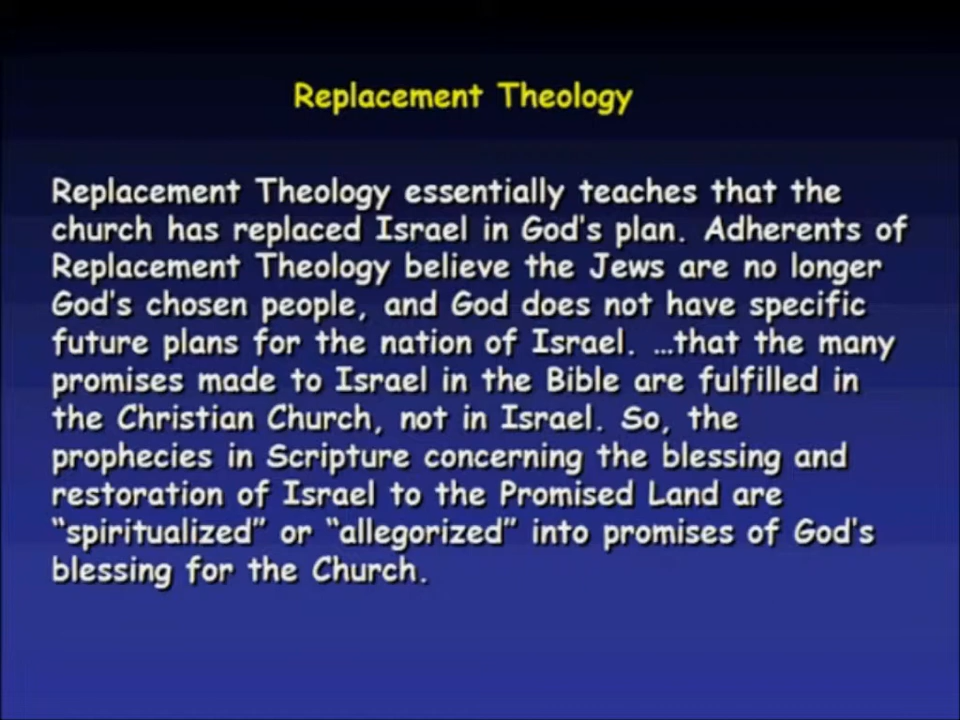 Replacement Theology
Replacement Theology essentially teaches that the
church has replaced Israel in God's plan. Adherents of
Replacement Theology believe the Jews are no longer
God's chosen people, and God does not have specific
future plans for the nation of Israel. …that the many
promises made to Israel in the Bible are fulfilled in
the Christian Church, not in Israel. So, the
prophecies in Scripture concerning the blessing and
restoration of Israel to the Promised Land are
“spiritualized” or “allegorized” into promises of God's
blessing for the Church.